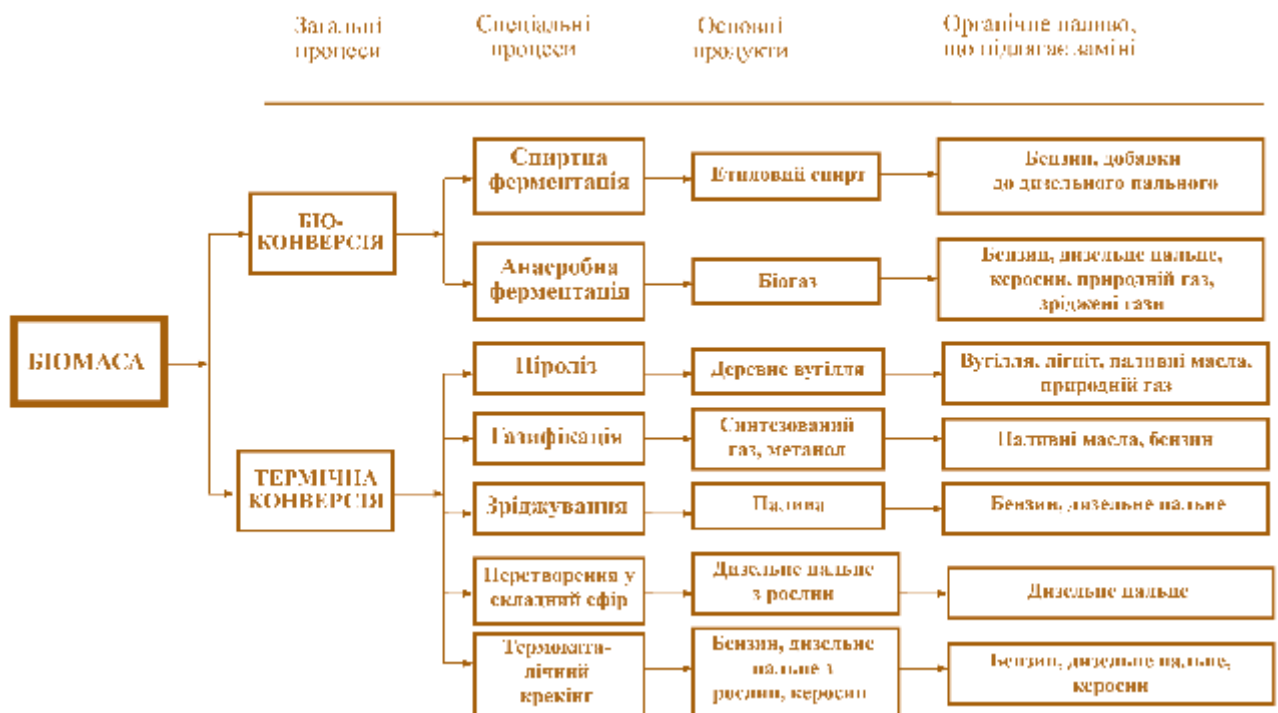 Загальні
процеси
Спеціальні
процеси
Основні
продукти
Органічне паливо,
що підлягає заміні
БІОМАСА
БІО-
КОНВЕРСІЯ
Спиртна
ферментація
Етиловий спирт
Бензин, добавки
до дизельного пального
Анаеробна
ферментація
Біогаз
Бензин, дизельне пальне,
керосин, природній газ,
зріджені гази
ТЕРМІЧНА
КОНВЕРСІЯ
Піроліз
Деревне вугілля
Вугілля, лігніт, паливні масла,
природній газ
Газифікація
Синтезований
газ, метанол
Паливні масла, бензин
Зріджування
Палива
Бензин, дизельне пальне
Перетворення у
складний ефір
Дизельне пальне
з рослин
Дизельне пальне
Термоката-
лічний
крекінг
Бензин, дизельне
пальне з
рослин, керосин
Бензин, дизельне пальне,
керосин